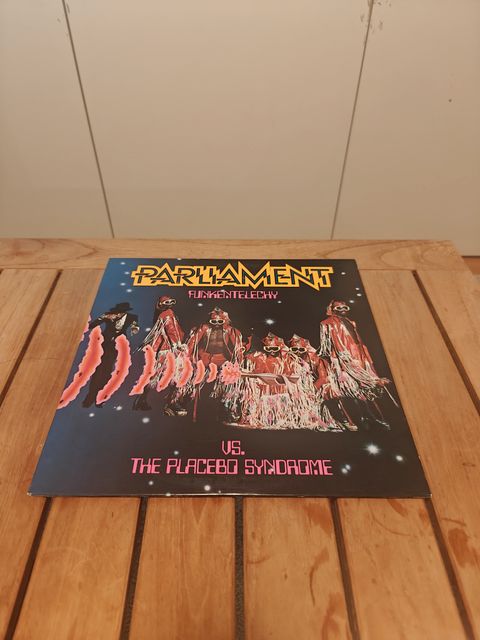 PARLIAMENT
FUNKENTELECHY
VS.
THE PLACEBO SYNDROME